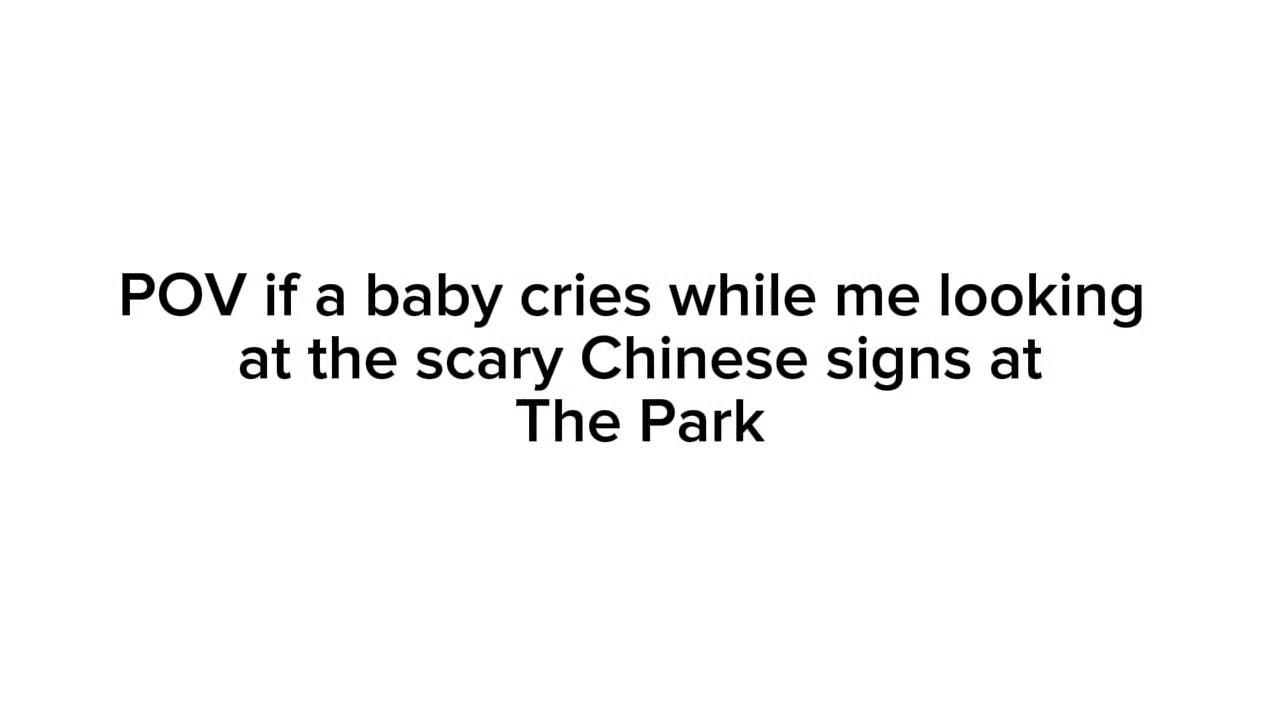 POV if a baby cries while me looking
at the scary Chinese signs at
The Park